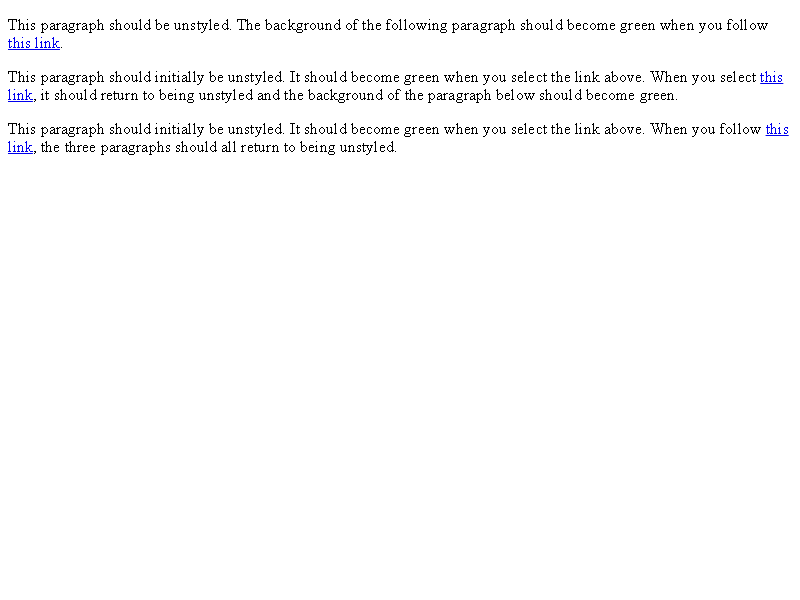 This paragraph should be unstyled. The background of the following paragraph should become green when you follow
this link.
This paragraph should initially be unstyled. It should become green when you select the link above. When you select this
link, it should return to being unstyled and the background of the paragraph below should become green.
This paragraph should initially be unstyled. It should become green when you select the link above. When you follow this
link, the three paragraphs should all return to being unstyled.